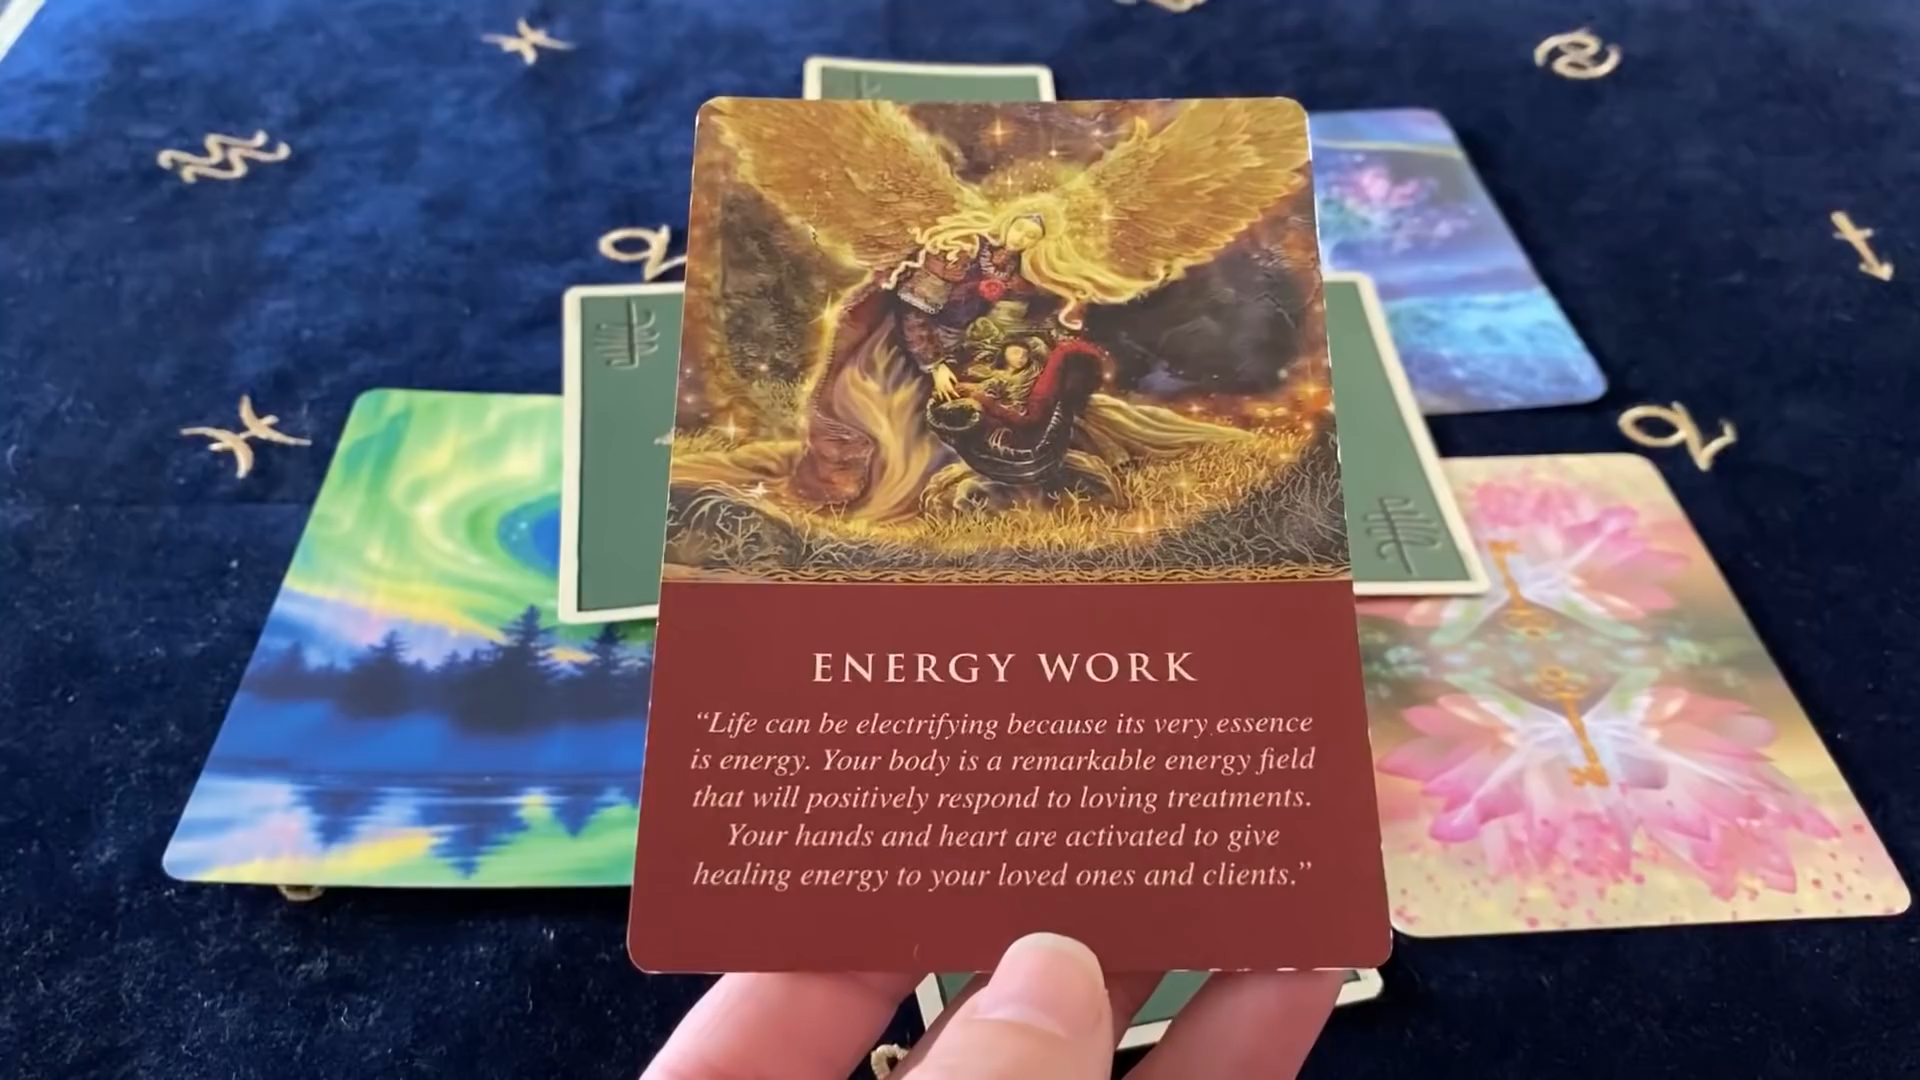 ENERGY WORK
“Life can be electrifying because its very essence
is energy. Your body is a remarkable energy field
that will positively respond to loving treatments.
Your hands and heart are activated to give
healing energy to your loved ones and clients.”